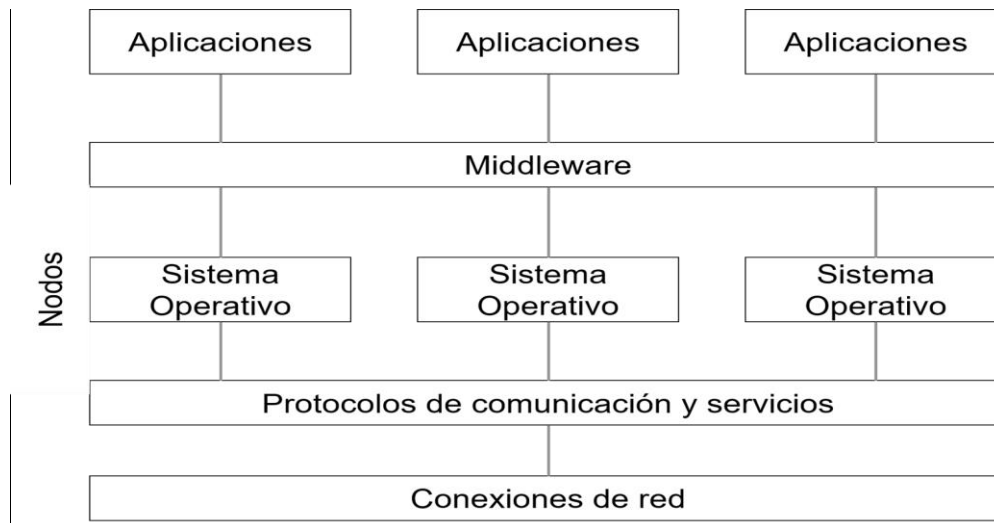 Aplicaciones
Aplicaciones
Aplicaciones
Middleware
Nodos
Sistema
Operativo
Sistema
Operativo
Sistema
Operativo
Protocolos de comunicación y servicios
Conexiones de red